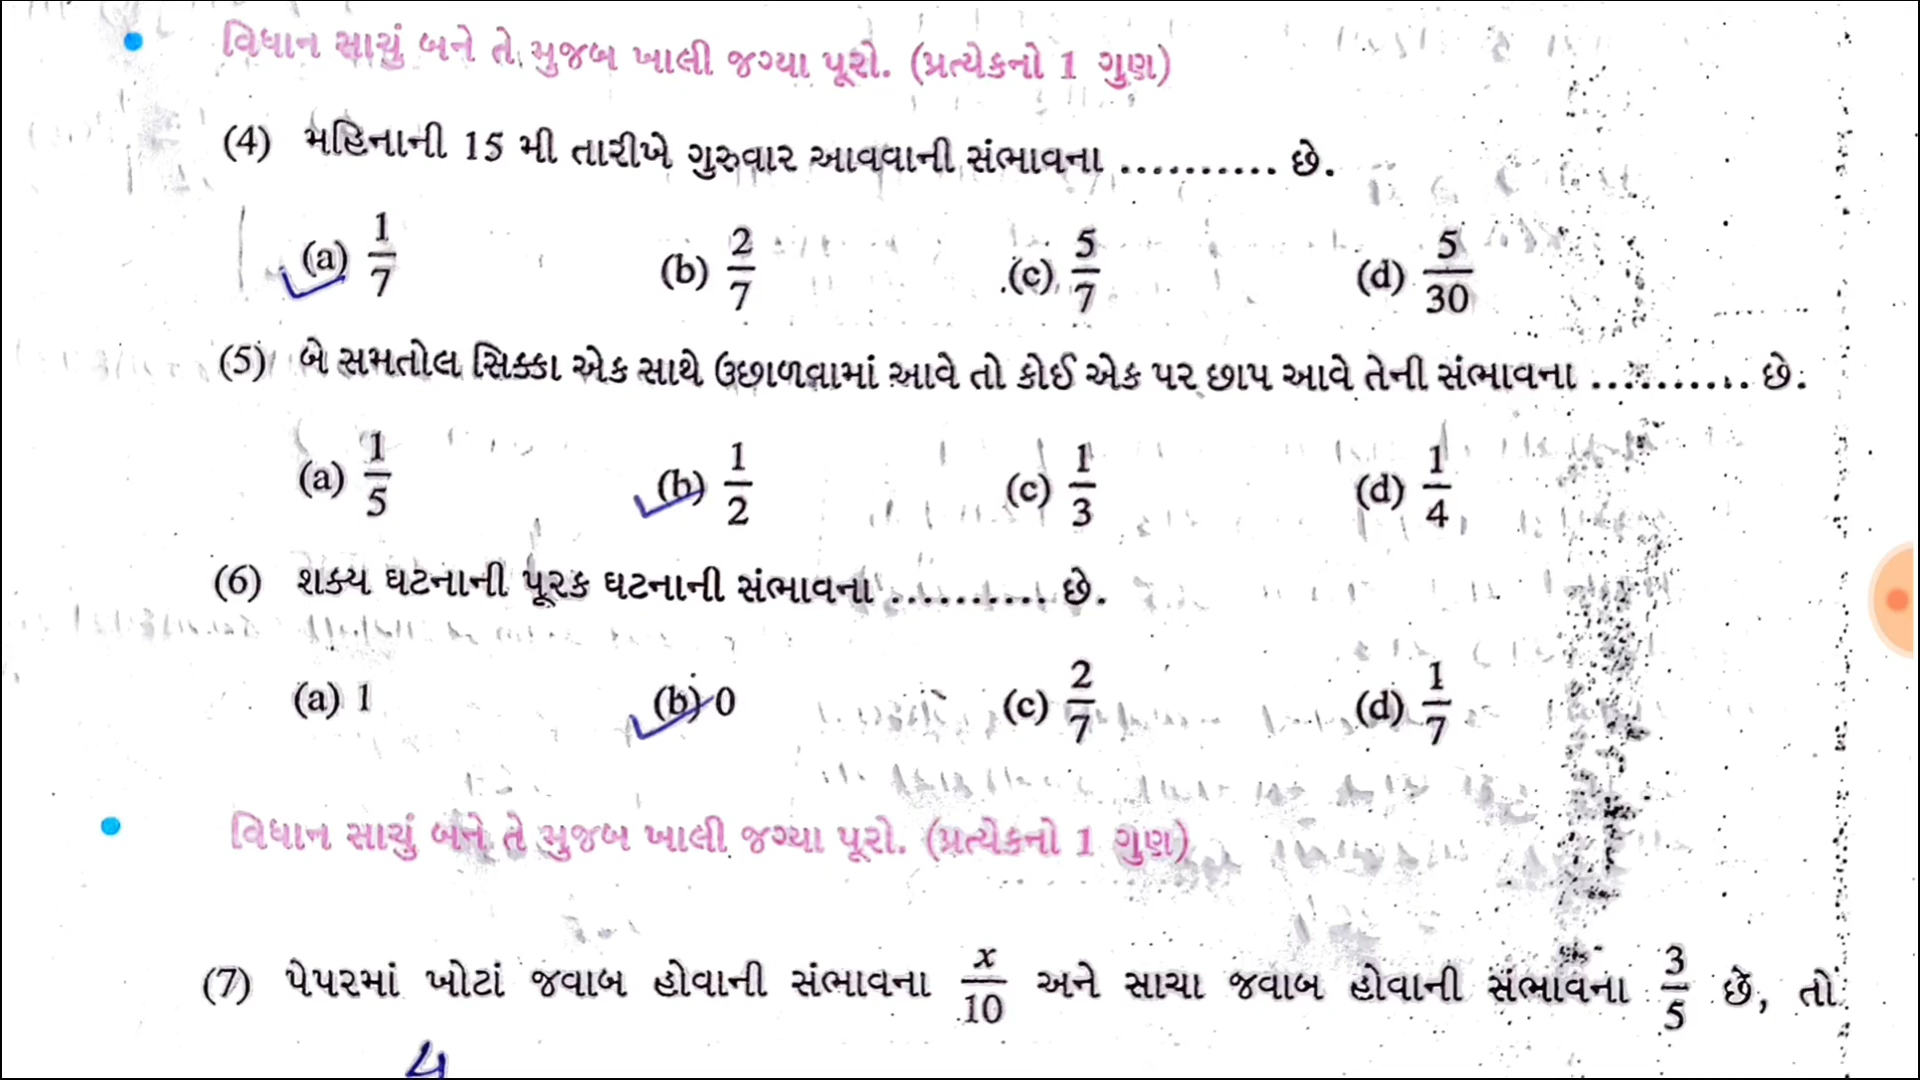 વિધાન સાચું બને તે મુજબ ખાલી જગ્યા પૂરો. (પ્રત્યેકનો 1 ગુણ)
(4) મહિનાની 15 મી તારીખે ગુરુવાર આવવાની સંભાવના .......... છે.
(a) 1/7 (b) 2/7 (c) 5/7 (d) 5/30
(5) બે સમતોલ સિક્કા એક સાથે ઉછાળવામાં આવે તો કોઈ એક પર છાપ આવે તેની સંભાવના .......... છે.
(a) 1/5 (b) 1/2 (c) 1/3 (d) 1/4
(6) શક્ય ઘટનાની પૂરક ઘટનાની સંભાવના .......... છે.
(a) 1 (b) 0 (c) 2/7 (d) 1/7
વિધાન સાચું બને તે મુજબ ખાલી જગ્યા પૂરો. (પ્રત્યેકનો 1 ગુણ)
(7) પેપરમાં ખોટાં જવાબ હોવાની સંભાવના x/10 અને સાચા જવાબ હોવાની સંભાવના 3/5 છે, તો